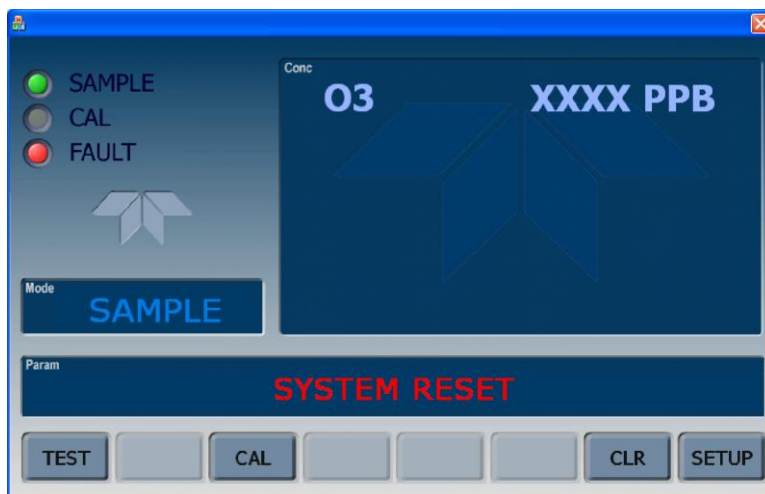 SAMPLE
CAL
FAULT
Conc
O3 XXXX PPB
Mode
SAMPLE
Param
SYSTEM RESET
TEST CAL CLR SETUP